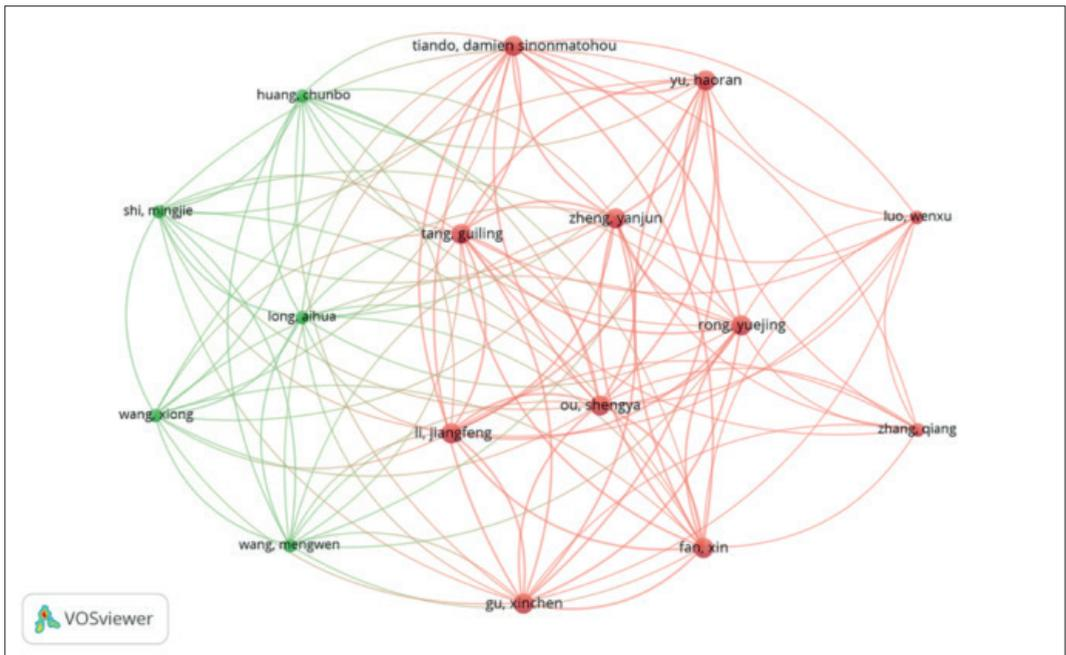 tiando, damien sinonmatohou
yu, haoran
huang, chunbo
shi, mingjie
luo, wenxu
zheng, yanjun
tang, guiling
long, aihua
rong, yuejing
ou, shengya
wang, xiong
li, jiangfeng
zhang, qiang
wang, mengwen
fan, xin
gu, xinchen
VOSviewer